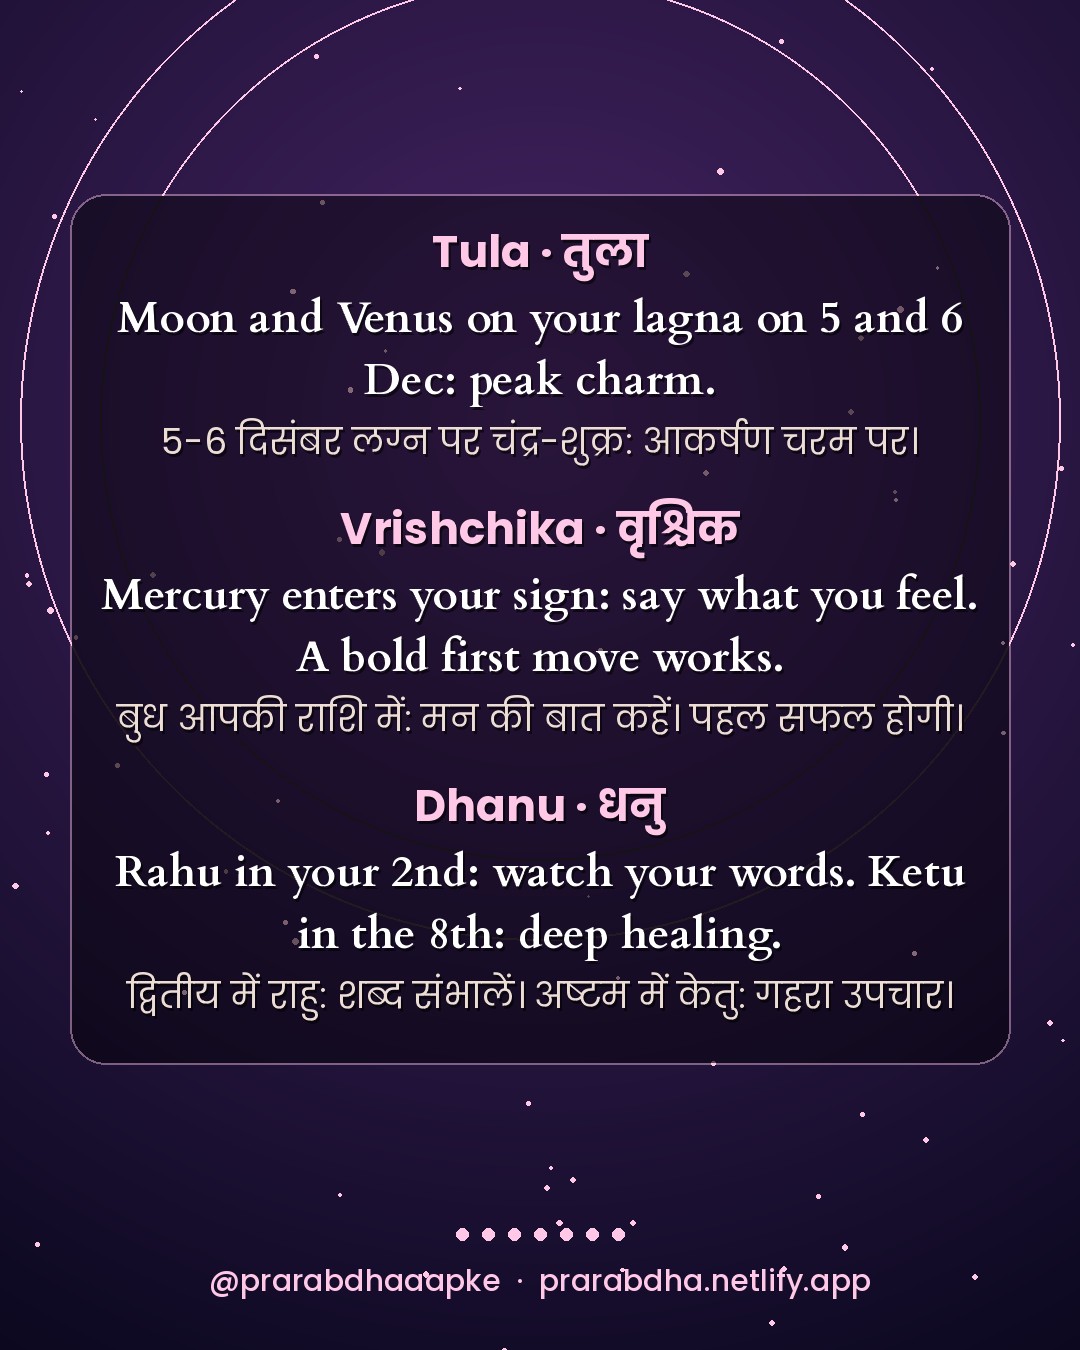 Tula · तुला
Moon and Venus on your lagna on 5 and 6
Dec: peak charm.
5-6 दिसंबर लग्न पर चंद्र-शुक्र: आकर्षण चरम पर।
Vrishchika · वृश्चिक
Mercury enters your sign: say what you feel.
A bold first move works.
बुध आपकी राशि में: मन की बात कहें। पहल सफल होगी।
Dhanu · धनु
Rahu in your 2nd: watch your words. Ketu
in the 8th: deep healing.
द्वितीय में राहु: शब्द संभालें। अष्टम में केतु: गहरा उपचार।
@prarabdhaaapke · prarabdha.netlify.app